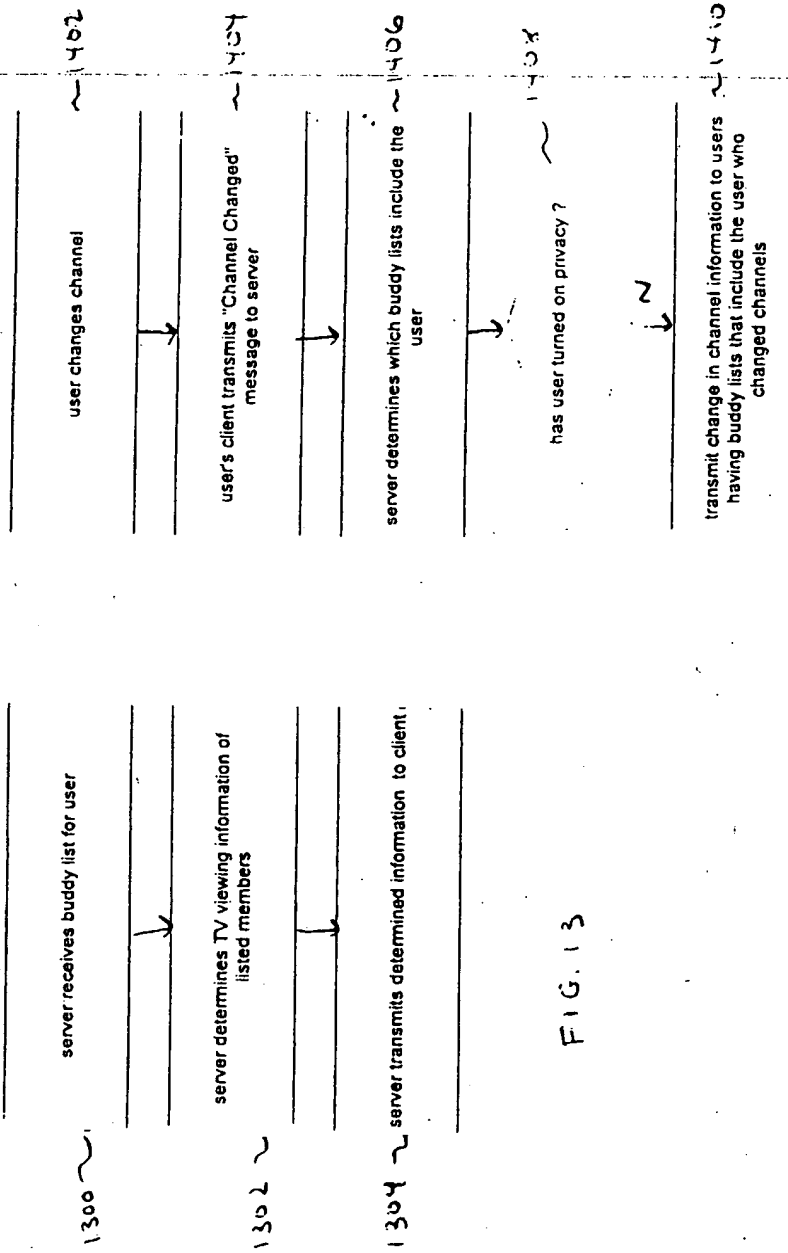 1300 ~
server receives buddy list for user
1302 ~
server determines TV viewing information of
listed members
1304 ~
server transmits determined information to client
FIG. 13
user changes channel
~1402
user's client transmits "Channel Changed"
message to server
~1404
server determines which buddy lists include the
user
~1406
has user turned on privacy ?
~ 1408
N
transmit change in channel information to users
having buddy lists that include the user who
changed channels
~1410